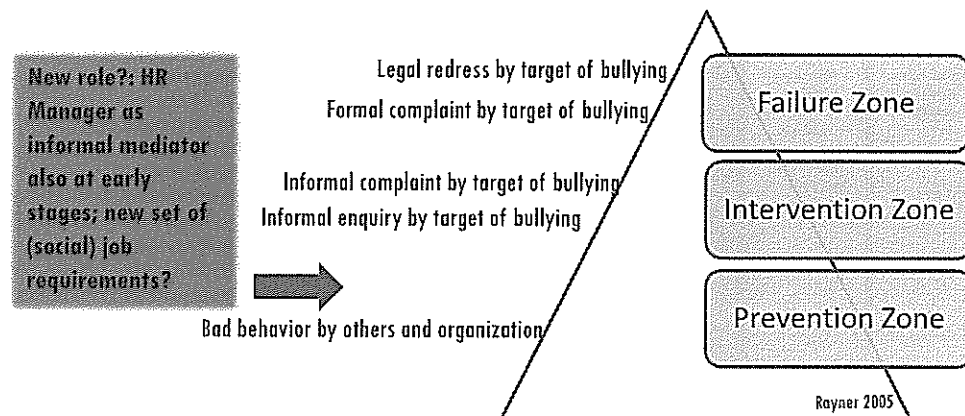 New role?: HR
Manager as
informal mediator
also at early
stages; new set of
(social) job
requirements?
Legal redress by target of bullying
Formal complaint by target of bullying
Informal complaint by target of bullying
Informal enquiry by target of bullying
Bad behavior by others and organization
Failure Zone
Intervention Zone
Prevention Zone
Rayner 2005